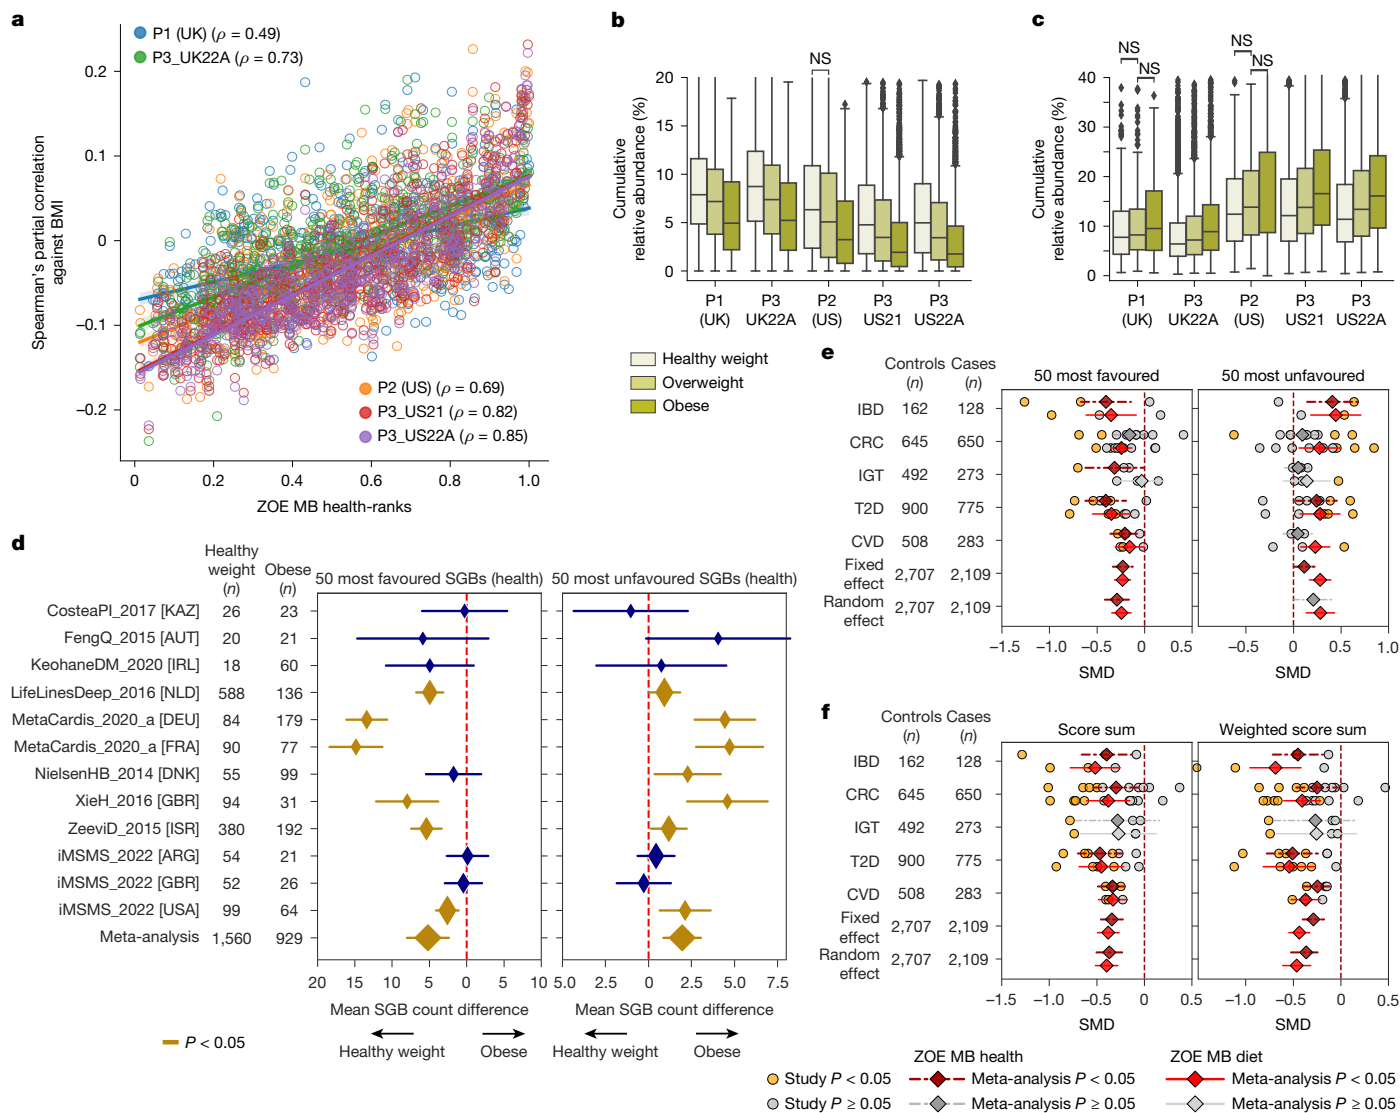 a
P1 (UK) (ρ = 0.49)
P3_UK22A (ρ = 0.73)
0.2
0.1
0
−0.1
−0.2
Spearman's partial correlation
against BMI
P2 (US) (ρ = 0.69)
P3_US21 (ρ = 0.82)
P3_US22A (ρ = 0.85)
0 0.2 0.4 0.6 0.8 1.0
ZOE MB health-ranks
b
NS
20
15
10
5
0
Cumulative
relative abundance (%)
P1 P3 P2 P3 P3
(UK) UK22A (US) US21 US22A
c
NS NS
NS NS
40
30
20
10
0
Cumulative
relative abundance (%)
P1 P3 P2 P3 P3
(UK) UK22A (US) US21 US22A
Healthy weight
Overweight
Obese
d
Healthy
weight Obese
(n) (n)
50 most favoured SGBs (health) 50 most unfavoured SGBs (health)
CosteaPI_2017 [KAZ] 26 23
FengQ_2015 [AUT] 20 21
KeohaneDM_2020 [IRL] 18 60
LifeLinesDeep_2016 [NLD] 588 136
MetaCardis_2020_a [DEU] 84 179
MetaCardis_2020_a [FRA] 90 77
NielsenHB_2014 [DNK] 55 99
XieH_2016 [GBR] 94 31
ZeeviD_2015 [ISR] 380 192
iMSMS_2022 [ARG] 54 21
iMSMS_2022 [GBR] 52 26
iMSMS_2022 [USA] 99 64
Meta-analysis 1,560 929
20 15 10 5 0 5 10 5.0 2.5 0 2.5 5.0 7.5
Mean SGB count difference Mean SGB count difference
Healthy weight Obese Healthy weight Obese
P < 0.05
e
Controls Cases
(n) (n)
50 most favoured 50 most unfavoured
IBD 162 128
CRC 645 650
IGT 492 273
T2D 900 775
CVD 508 283
Fixed
effect 2,707 2,109
Random
effect 2,707 2,109
−1.5 −1.0 −0.5 0 0.5 −0.5 0 0.5 1.0
SMD SMD
f
Controls Cases
(n) (n)
Score sum Weighted score sum
IBD 162 128
CRC 645 650
IGT 492 273
T2D 900 775
CVD 508 283
Fixed
effect 2,707 2,109
Random
effect 2,707 2,109
−1.5 −1.0 −0.5 0 0.5 −1.0 −0.5 0 0.5
SMD SMD
ZOE MB health ZOE MB diet
Study P < 0.05 Meta-analysis P < 0.05 Meta-analysis P < 0.05
Study P ≥ 0.05 Meta-analysis P ≥ 0.05 Meta-analysis P ≥ 0.05